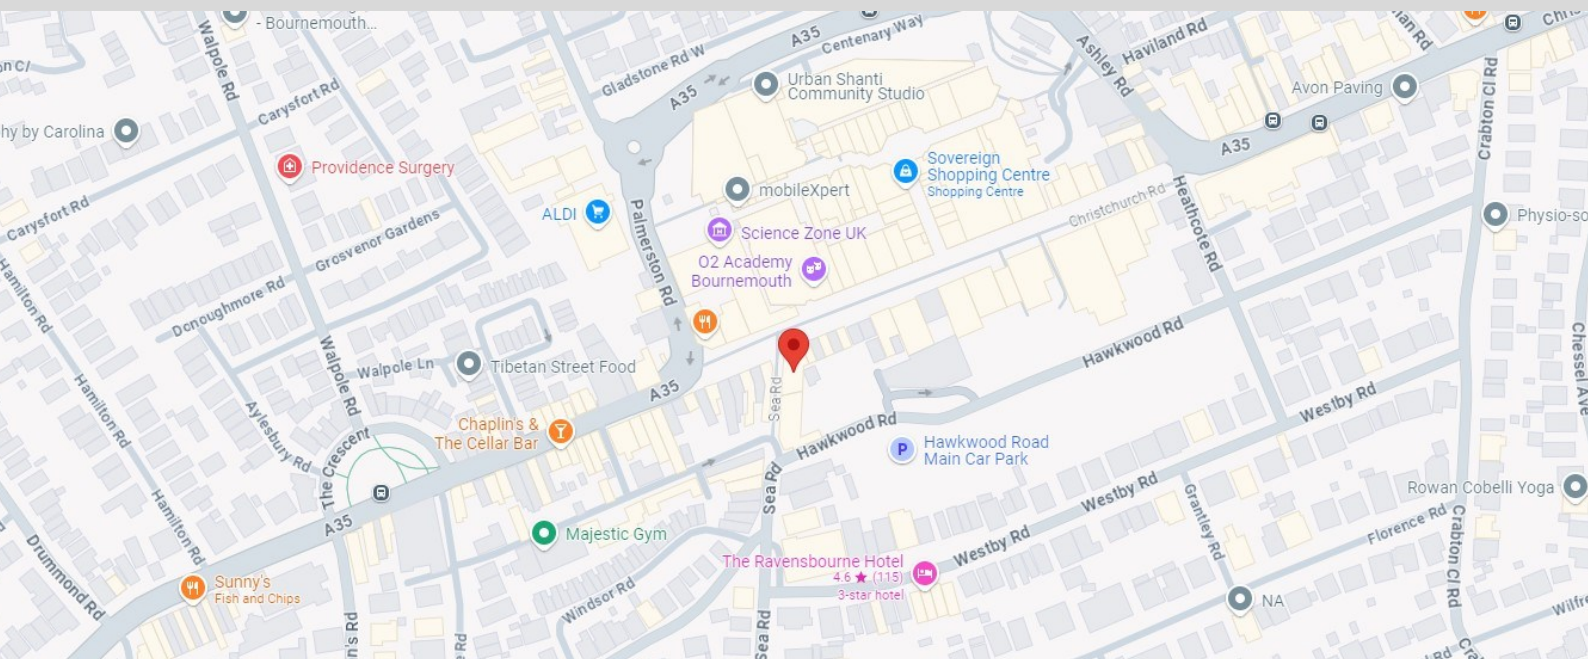 - Bournemouth...
A35
Centenary Way
Gladstone Rd W
Ashley Rd
Haviland Rd
Walpole Rd
Carysfort Rd
A35
Urban Shanti
Community Studio
Avon Paving
hy by Carolina
Providence Surgery
A35
Crabton Cl Rd
Sovereign
Shopping Centre
Shopping Centre
mobileXpert
Christchurch Rd
Heathcote Rd
Physio-so
Carysfort Rd
ALDI
Palmerston Rd
Grosvenor Gardens
Science Zone UK
O2 Academy
Bournemouth
Hamilton Rd
Donoughmore Rd
Walpole Rd
Walpole Ln
Tibetan Street Food
Hawkwood Rd
Chessel Ave
A35
Sea Rd
Hamilton Rd
Aylesbury Rd
Chaplin's &
The Cellar Bar
Westby Rd
Hawkwood Rd
Hawkwood Road
Main Car Park
P
The Crescent
Sea Rd
Westby Rd
Rowan Cobelli Yoga
Hamilton Rd
A35
Majestic Gym
Grantley Rd
Florence Rd
Crabton Cl Rd
Drummond Rd
The Ravensbourne Hotel
4.6 ★ (115)
3-star hotel
Westby Rd
Sunny's
Fish and Chips
Windsor Rd
NA
Sea Rd
n's Rd
e Rd
Wilfre